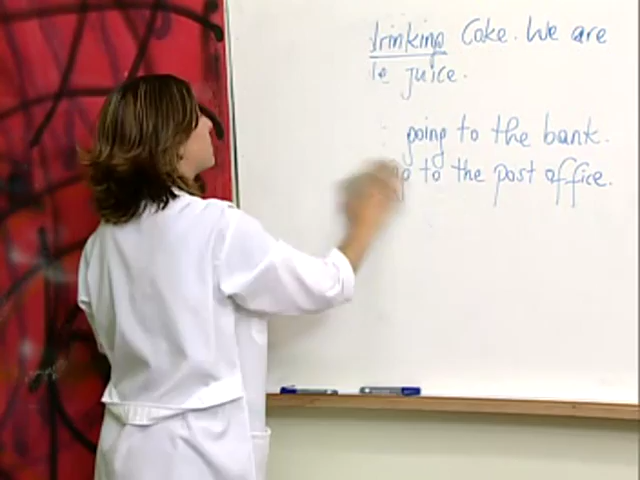 drinking Coke. We are
juice.
going to the bank.
to the post office.